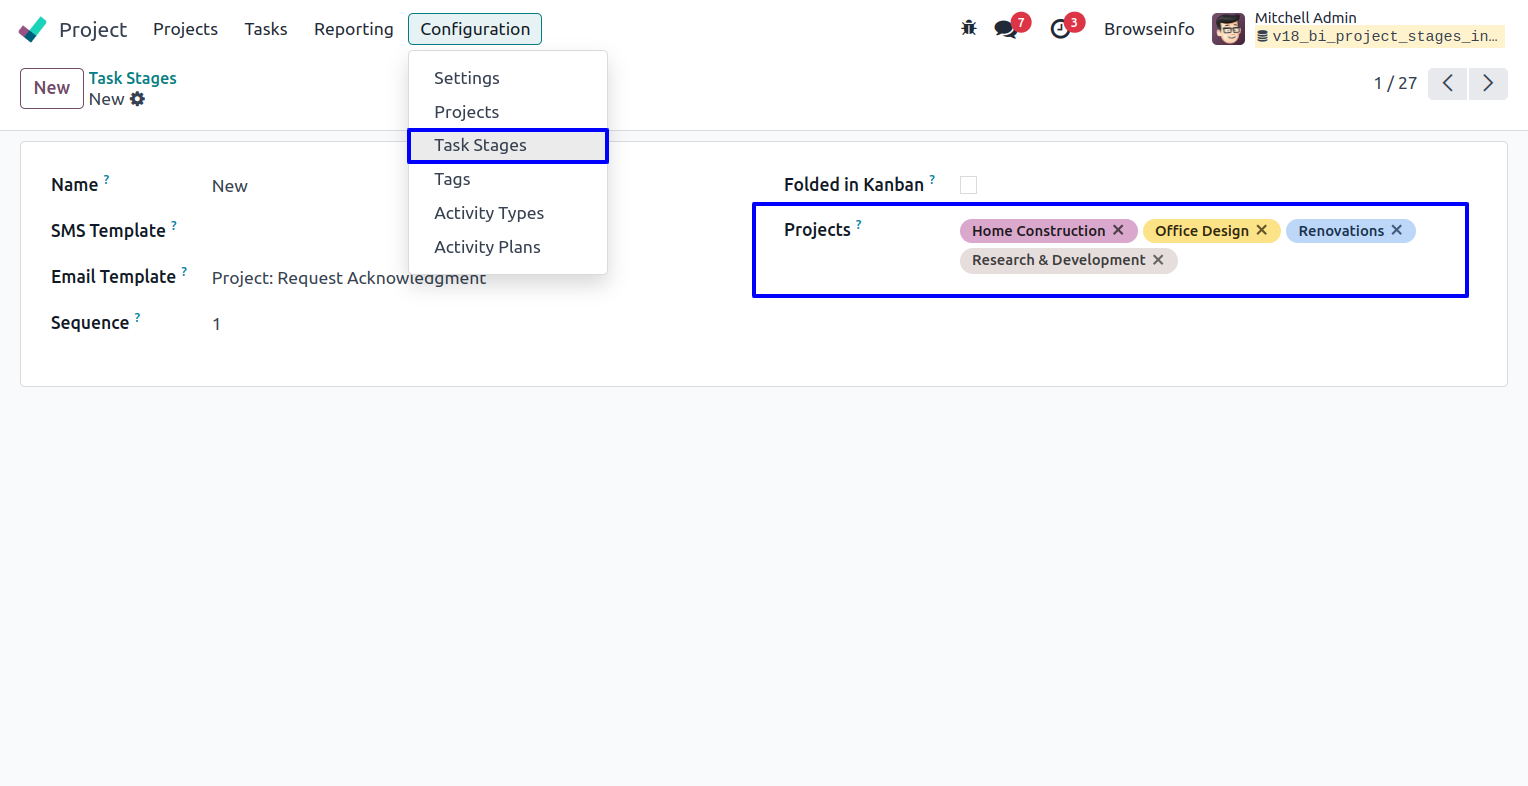 Project Projects Tasks Reporting Configuration 7 3 Browseinfo Mitchell Admin
v18_bi_project_stages_in...
New Task Stages
New
1 / 27
Settings
Projects
Task Stages
Tags
Activity Types
Activity Plans
Name ? New
SMS Template ?
Email Template ? Project: Request Acknowledgment
Sequence ? 1
Folded in Kanban ?
Projects ? Home Construction ✕ Office Design ✕ Renovations ✕
Research & Development ✕